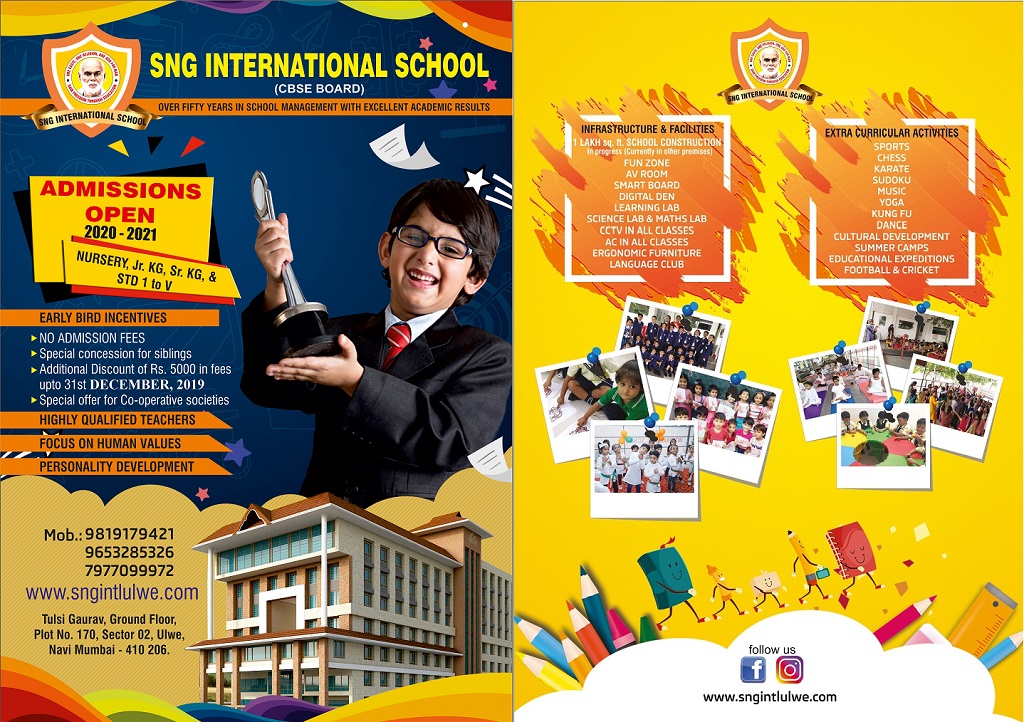 SNG INTERNATIONAL SCHOOL
SNG INTERNATIONAL SCHOOL
(CBSE BOARD)
OVER FIFTY YEARS IN SCHOOL MANAGEMENT WITH EXCELLENT ACADEMIC RESULTS
ADMISSIONS
OPEN
2020 - 2021
NURSERY, Jr. KG, Sr. KG, &
STD 1 to V
EARLY BIRD INCENTIVES
NO ADMISSION FEES
Special concession for siblings
Additional Discount of Rs. 5000 in fees
upto 31st DECEMBER, 2019
Special offer for Co-operative societies
HIGHLY QUALIFIED TEACHERS
FOCUS ON HUMAN VALUES
PERSONALITY DEVELOPMENT
Mob.: 9819179421
9653285326
7977099972
www.sngintlulwe.com
Tulsi Gaurav, Ground Floor,
Plot No. 170, Sector 02, Ulwe,
Navi Mumbai - 410 206.
SNG INTERNATIONAL SCHOOL
INFRASTRUCTURE & FACILITIES
1 LAKH sq. ft. SCHOOL CONSTRUCTION
In progress (Currently in other premises)
FUN ZONE
AV ROOM
SMART BOARD
DIGITAL DEN
LEARNING LAB
SCIENCE LAB & MATHS LAB
CCTV IN ALL CLASSES
AC IN ALL CLASSES
ERGONOMIC FURNITURE
LANGUAGE CLUB
EXTRA CURRICULAR ACTIVITIES
SPORTS
CHESS
KARATE
SUDOKU
MUSIC
YOGA
KUNG FU
DANCE
CULTURAL DEVELOPMENT
SUMMER CAMPS
EDUCATIONAL EXPEDITIONS
FOOTBALL & CRICKET
follow us
www.sngintlulwe.com